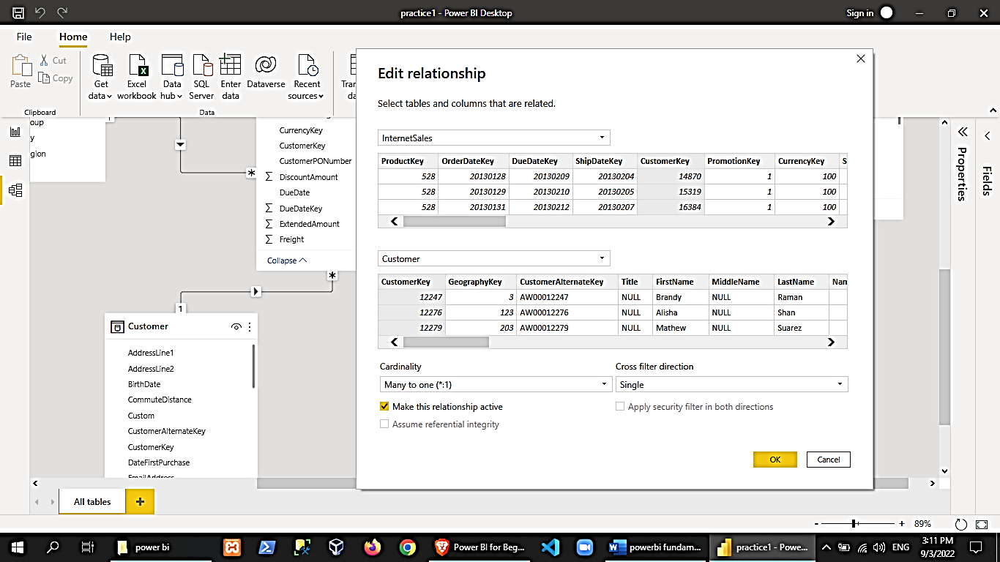 practice1 - Power BI Desktop
Sign in
File Home Help
Paste
Cut
Copy
Get data
Excel workbook
Data hub
SQL Server
Enter data
Dataverse
Recent sources
Clipboard
Data
CurrencyKey
CustomerKey
CustomerPONumber
∑ DiscountAmount
DueDate
∑ DueDateKey
∑ ExtendedAmount
∑ Freight
Collapse
*
*
1
Customer
AddressLine1
AddressLine2
BirthDate
CommuteDistance
Custom
CustomerAlternateKey
CustomerKey
DateFirstPurchase
EmailAddress
Edit relationship
Select tables and columns that are related.
InternetSales
ProductKey OrderDateKey DueDateKey ShipDateKey CustomerKey PromotionKey CurrencyKey S
528 20130128 20130209 20130204 14870 1 100
528 20130129 20130210 20130205 15319 1 100
528 20130131 20130212 20130207 16384 1 100
Customer
CustomerKey GeographyKey CustomerAlternateKey Title FirstName MiddleName LastName Nam
12247 3 AW00012247 NULL Brandy NULL Raman
12276 123 AW00012276 NULL Alisha NULL Shan
12279 203 AW00012279 NULL Mathew NULL Suarez
Cardinality Cross filter direction
Many to one (*:1) Single
Make this relationship active Apply security filter in both directions
Assume referential integrity
OK Cancel
Properties
Fields
All tables +
- + 89%
power bi
Power BI for Beg...
powerbi fundam...
practice1 - Powe...
ENG
3:11 PM
9/3/2022